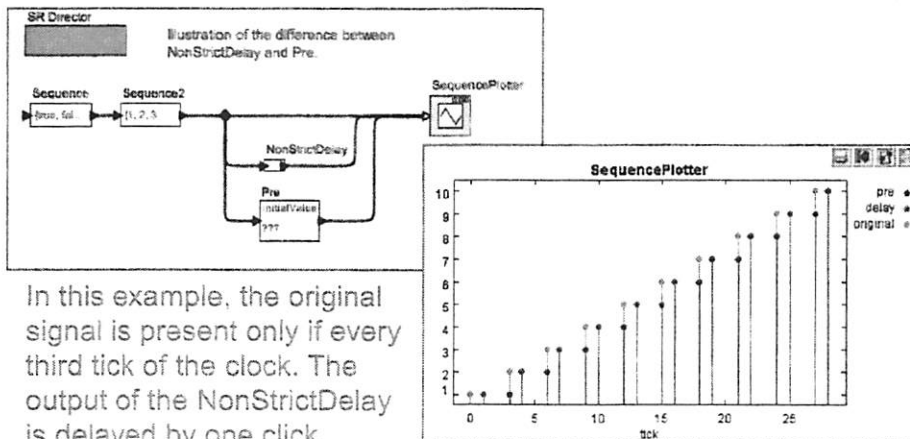 SR Director
Illustration of the difference between
NonStrictDelay and Pre.
Sequence
{true, fal...
Sequence2
{1, 2, 3
SequencePlotter
NonStrictDelay
Pre
initialValue
???
SequencePlotter
pre
delay
original
10
9
8
7
6
5
4
3
2
1
0 5 10 15 20 25
tick
In this example, the original
signal is present only if every
third tick of the clock. The
output of the NonStrictDelay
is delayed by one click